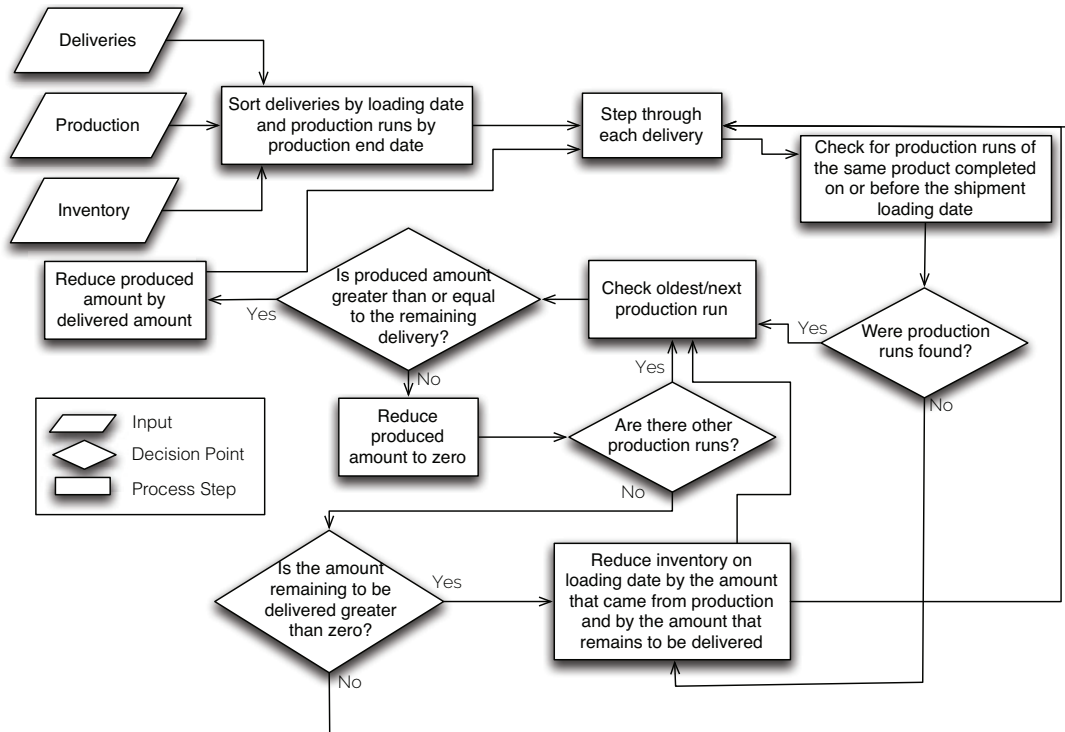 Deliveries
Production
Inventory
Sort deliveries by loading date
and production runs by
production end date
Step through
each delivery
Check for production runs of
the same product completed
on or before the shipment
loading date
Reduce produced
amount by
delivered amount
Yes
Is produced amount
greater than or equal
to the remaining
delivery?
No
Check oldest/next
production run
Yes
Were production
runs found?
No
Reduce
produced
amount to zero
Yes
Are there other
production runs?
No
Input
Decision Point
Process Step
Is the amount
remaining to be
delivered greater
than zero?
Yes
No
Reduce inventory on
loading date by the amount
that came from production
and by the amount that
remains to be delivered